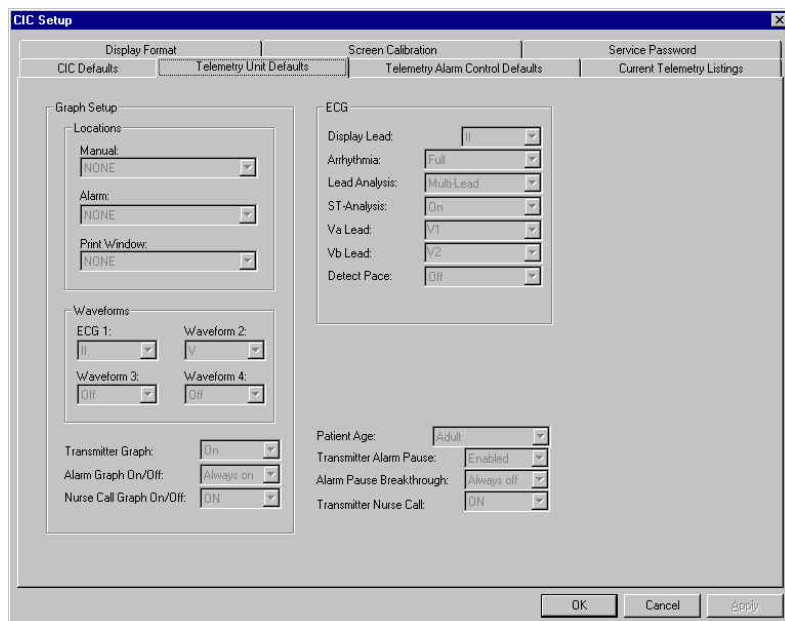 CIC Setup
Display Format
Screen Calibration
Service Password
CIC Defaults
Telemetry Unit Defaults
Telemetry Alarm Control Defaults
Current Telemetry Listings
Graph Setup
Locations
Manual:
NONE
Alarm:
NONE
Print Window:
NONE
Waveforms
ECG 1:
Waveform 2:
II
V
Waveform 3:
Waveform 4:
Off
Off
Transmitter Graph:
On
Alarm Graph On/Off:
Always on
Nurse Call Graph On/Off:
ON
ECG
Display Lead:
II
Arrhythmia:
Full
Lead Analysis:
Multi-Lead
ST-Analysis:
On
Va Lead:
V1
Vb Lead:
V2
Detect Pace:
Off
Patient Age:
Adult
Transmitter Alarm Pause:
Enabled
Alarm Pause Breakthrough:
Always off
Transmitter Nurse Call:
ON
OK
Cancel
Apply